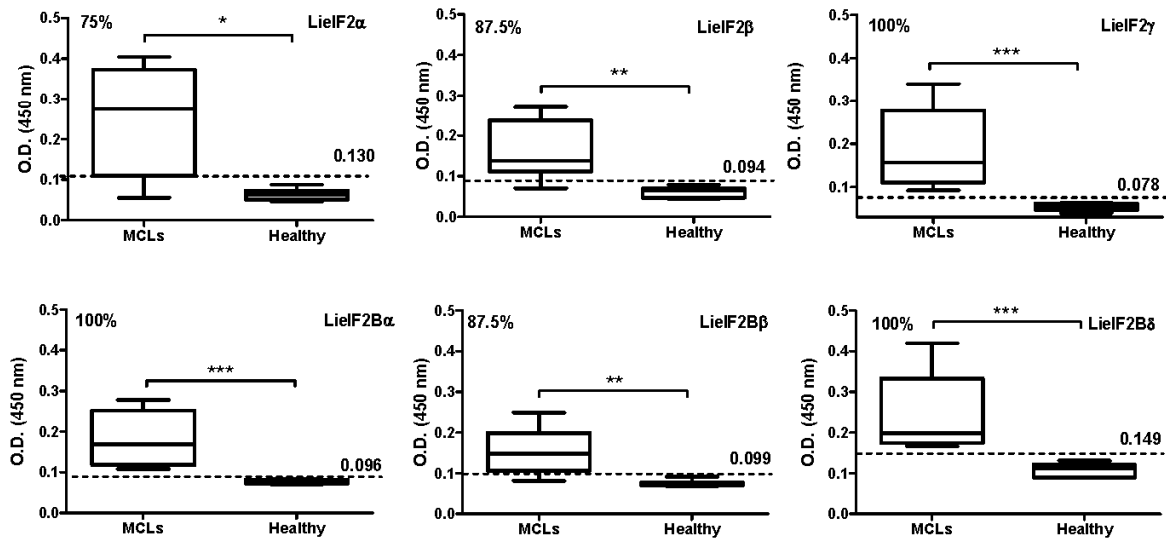 75% * LieIF2α
O.D. (450 nm)
0.5
0.4
0.3
0.2
0.1
0.0
0.130
MCLs Healthy
87.5% ** LieIF2β
O.D. (450 nm)
0.5
0.4
0.3
0.2
0.1
0.0
0.094
MCLs Healthy
100% *** LieIF2γ
O.D. (450 nm)
0.5
0.4
0.3
0.2
0.1
0.078
MCLs Healthy
100% *** LieIF2Bα
O.D. (450 nm)
0.5
0.4
0.3
0.2
0.1
0.0
0.096
MCLs Healthy
87.5% ** LieIF2Bβ
O.D. (450 nm)
0.5
0.4
0.3
0.2
0.1
0.0
0.099
MCLs Healthy
100% *** LieIF2Bδ
O.D. (450 nm)
0.5
0.4
0.3
0.2
0.1
0.0
0.149
MCLs Healthy